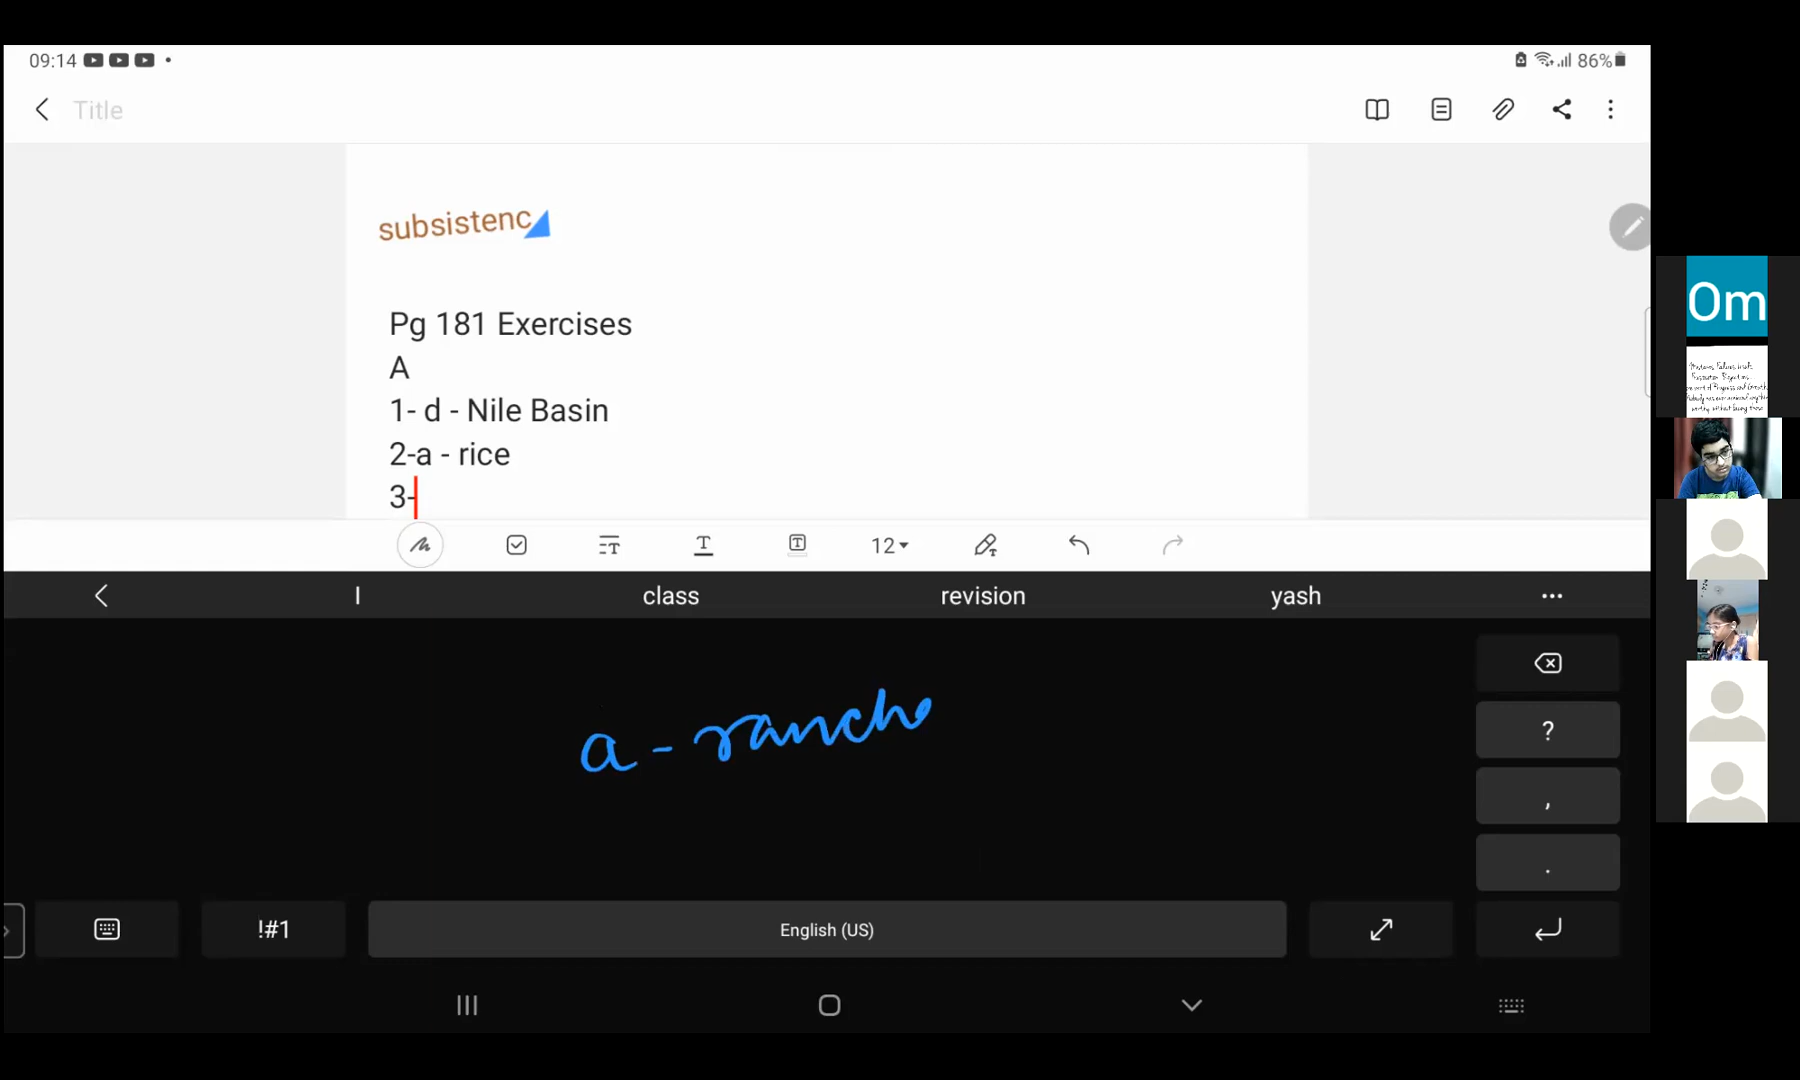 09:14
86%
Title
subsistenc
Pg 181 Exercises
A
1- d - Nile Basin
2-a - rice
3-
12
I class revision yash
a - ranche
?
,
.
!#1
English (US)
Om